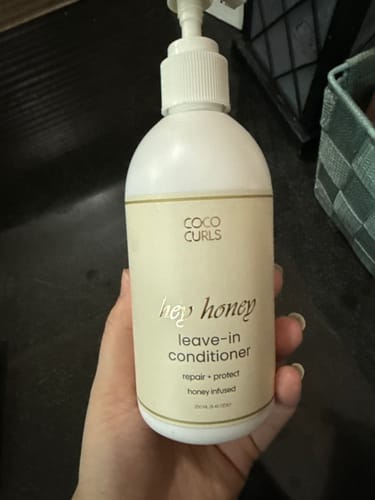 COCO
CURLS
hey honey
leave-in
conditioner
repair + protect
honey infused